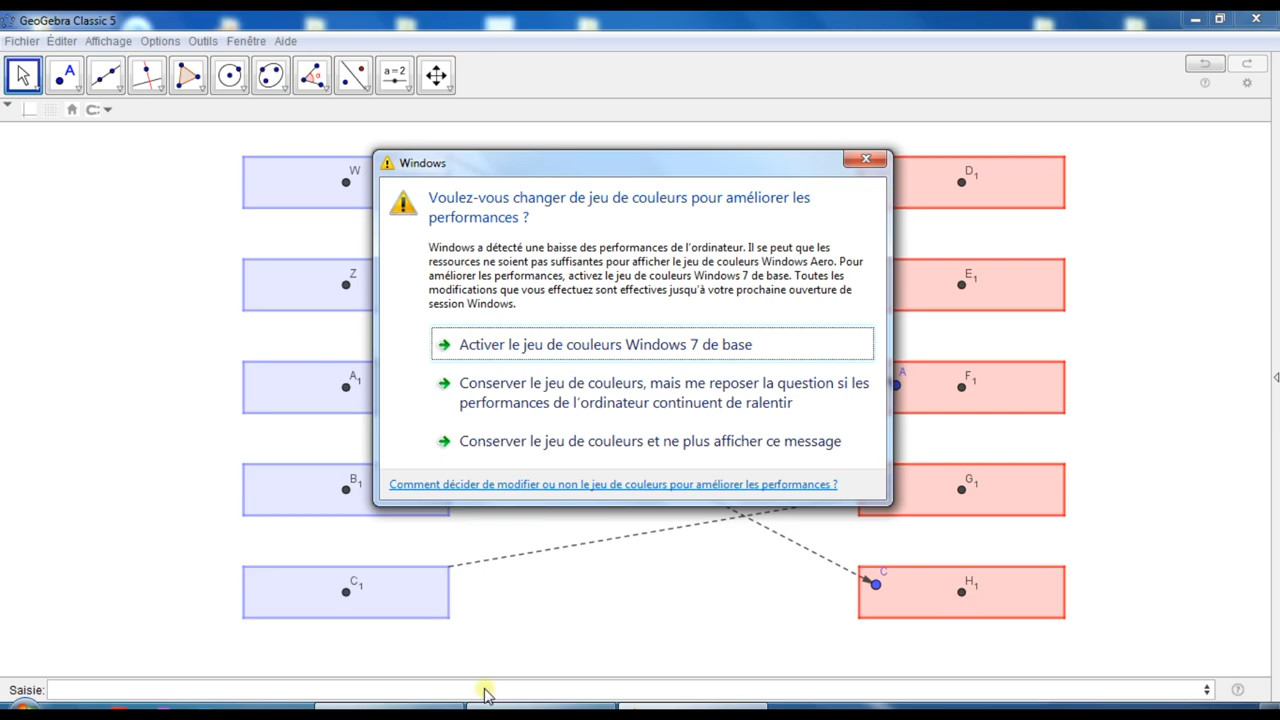 GeoGebra Classic 5
Fichier Éditer Affichage Options Outils Fenêtre Aide
A
α
a=2
W
D1
Windows
Voulez-vous changer de jeu de couleurs pour améliorer les
performances ?
Windows a détecté une baisse des performances de l'ordinateur. Il se peut que les
ressources ne soient pas suffisantes pour afficher le jeu de couleurs Windows Aero. Pour
améliorer les performances, activez le jeu de couleurs Windows 7 de base. Toutes les
modifications que vous effectuez sont effectives jusqu'à votre prochaine ouverture de
session Windows.
Z
E1
Activer le jeu de couleurs Windows 7 de base
A1
A
F1
Conserver le jeu de couleurs, mais me reposer la question si les
performances de l'ordinateur continuent de ralentir
Conserver le jeu de couleurs et ne plus afficher ce message
B1
G1
Comment décider de modifier ou non le jeu de couleurs pour améliorer les performances ?
C1
C
H1
Saisie: